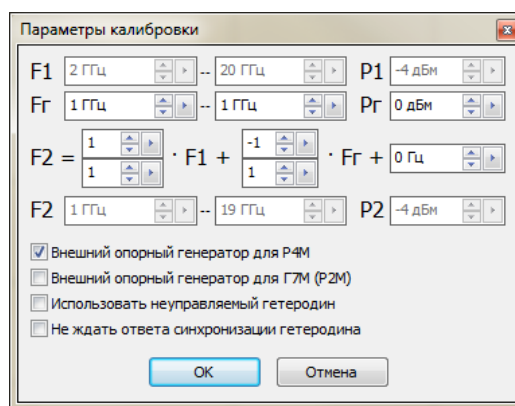 Параметры калибровки
F1 2 ГГц -- 20 ГГц P1 -4 дБм
Fг 1 ГГц -- 1 ГГц Pг 0 дБм
1 -1
F2 = · F1 + · Fг + 0 Гц
1 1
F2 1 ГГц -- 19 ГГц P2 -4 дБм
Внешний опорный генератор для Р4М
Внешний опорный генератор для Г7М (Р2М)
Использовать неуправляемый гетеродин
Не ждать ответа синхронизации гетеродина
ОК Отмена